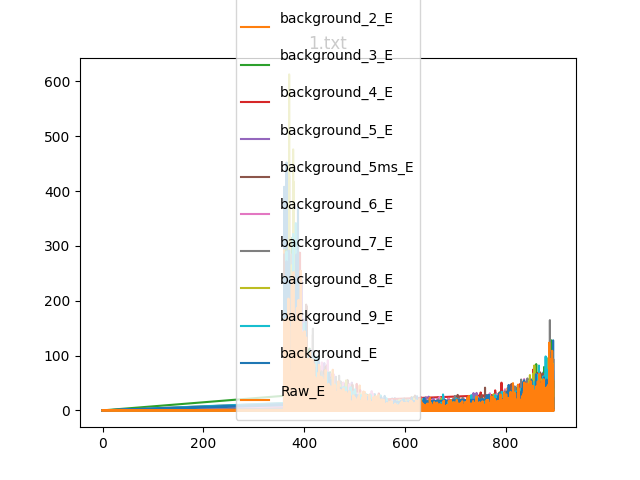 background_2_E
1.txt
background_3_E
background_4_E
background_5_E
background_5ms_E
background_6_E
background_7_E
background_8_E
background_9_E
background_E
Raw_E
600
500
400
300
200
100
0
0 200 400 600 800